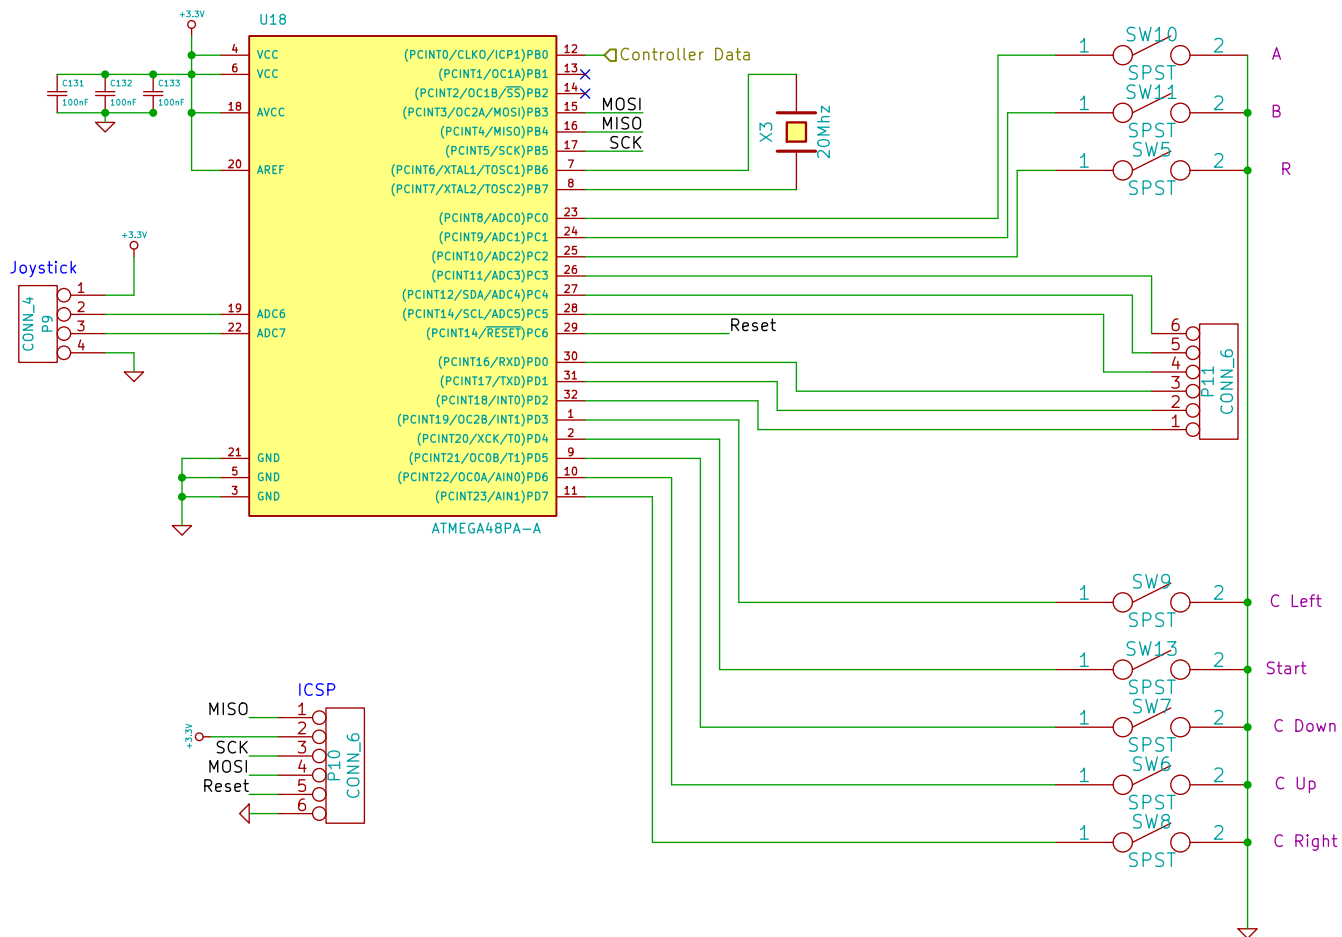 +3.3V
U18
4 VCC
6 VCC
18 AVCC
20 AREF
C131 100nF
C132 100nF
C133 100nF
(PCINT0/CLKO/ICP1)PB0 12
Controller Data
(PCINT1/OC1A)PB1 13
(PCINT2/OC1B/SS)PB2 14
(PCINT3/OC2A/MOSI)PB3 15 MOSI
(PCINT4/MISO)PB4 16 MISO
(PCINT5/SCK)PB5 17 SCK
(PCINT6/XTAL1/TOSC1)PB6 7
(PCINT7/XTAL2/TOSC2)PB7 8
X3
20Mhz
(PCINT8/ADC0)PC0 23
(PCINT9/ADC1)PC1 24
(PCINT10/ADC2)PC2 25
(PCINT11/ADC3)PC3 26
(PCINT12/SDA/ADC4)PC4 27
(PCINT14/SCL/ADC5)PC5 28
(PCINT14/RESET)PC6 29 Reset
(PCINT16/RXD)PD0 30
(PCINT17/TXD)PD1 31
(PCINT18/INT0)PD2 32
(PCINT19/OC2B/INT1)PD3 1
(PCINT20/XCK/T0)PD4 2
(PCINT21/OC0B/T1)PD5 9
(PCINT22/OC0A/AIN0)PD6 10
(PCINT23/AIN1)PD7 11
ATMEGA48PA-A
+3.3V
Joystick
CONN_4
P9
1
2
3
4
19 ADC6
22 ADC7
21 GND
5 GND
3 GND
SW10
1 2 A
SPST
SW11
1 2 B
SPST
SW5
1 2 R
SPST
6
5
4
3
2
1
P11
CONN_6
SW9
1 2 C Left
SPST
SW13
1 2 Start
SPST
SW7
1 2 C Down
SPST
SW6
1 2 C Up
SPST
SW8
1 2 C Right
SPST
ICSP
MISO 1
+3.3V 2
SCK 3
MOSI 4
Reset 5
6
P10
CONN_6